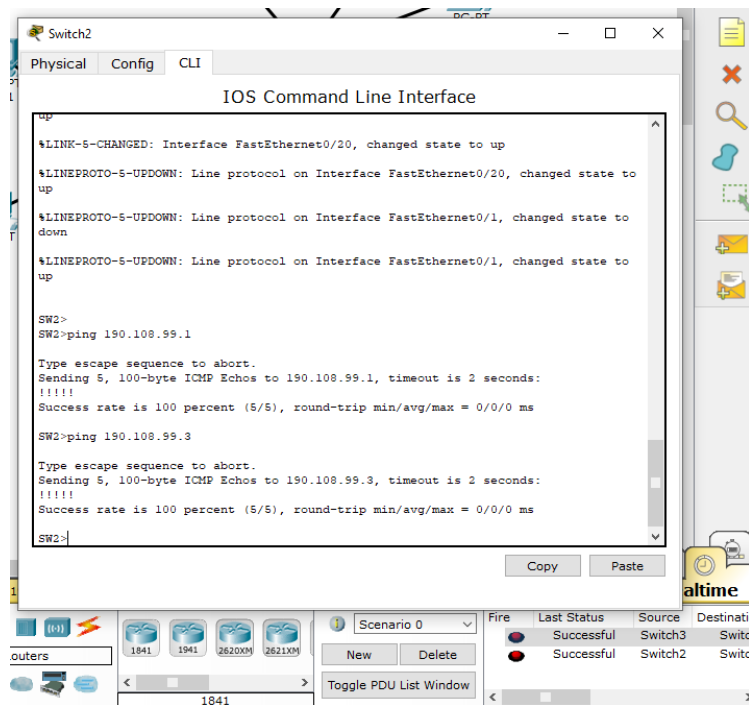 PC-PT
Switch2
Physical Config CLI
IOS Command Line Interface
up
%LINK-5-CHANGED: Interface FastEthernet0/20, changed state to up
%LINEPROTO-5-UPDOWN: Line protocol on Interface FastEthernet0/20, changed state to
up
%LINEPROTO-5-UPDOWN: Line protocol on Interface FastEthernet0/1, changed state to
down
%LINEPROTO-5-UPDOWN: Line protocol on Interface FastEthernet0/1, changed state to
up
SW2>
SW2>ping 190.108.99.1
Type escape sequence to abort.
Sending 5, 100-byte ICMP Echos to 190.108.99.1, timeout is 2 seconds:
!!!!!
Success rate is 100 percent (5/5), round-trip min/avg/max = 0/0/0 ms
SW2>ping 190.108.99.3
Type escape sequence to abort.
Sending 5, 100-byte ICMP Echos to 190.108.99.3, timeout is 2 seconds:
!!!!!
Success rate is 100 percent (5/5), round-trip min/avg/max = 0/0/0 ms
SW2>
Copy Paste
altime
Scenario 0
Fire Last Status Source Destinati
Successful Switch3 Switc
Successful Switch2 Switc
1841 1941 2620XM 2621XM
outers
New Delete
Toggle PDU List Window
1841